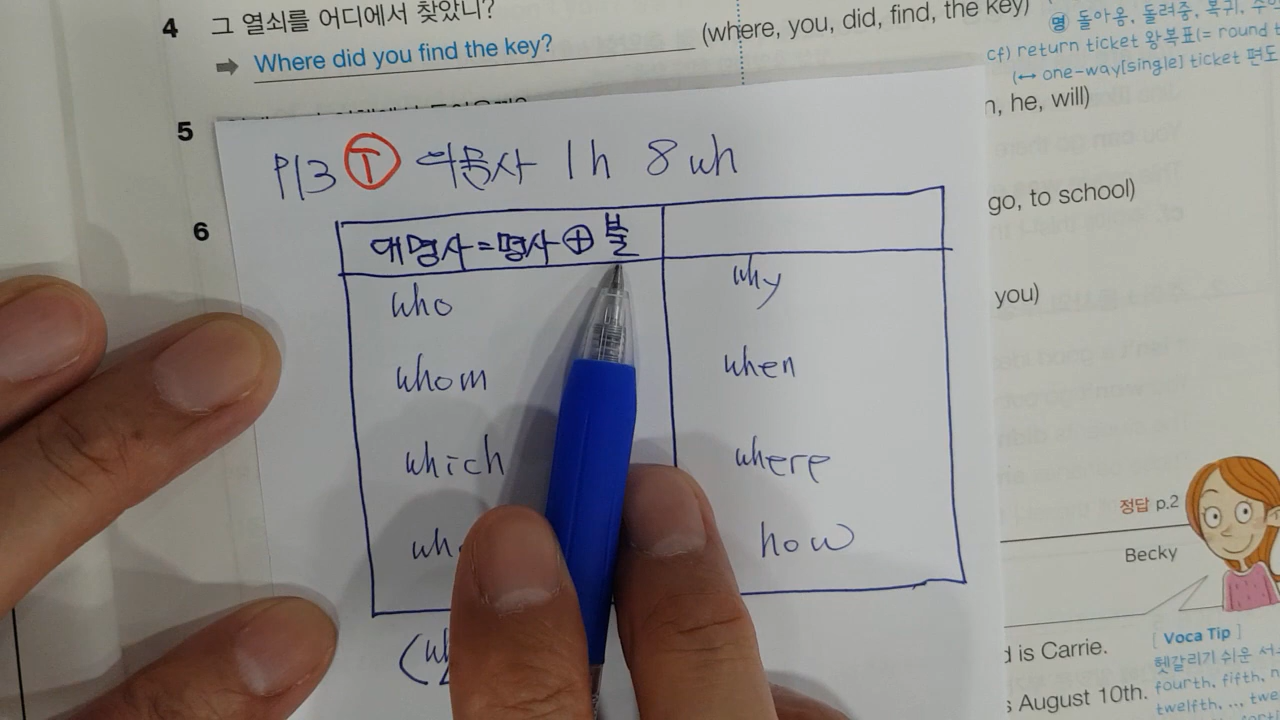 4 그 열쇠를 어디에서 찾았니?
Where did you find the key? (where, you, did, find, the key)
명 돌아옴, 돌려줌, 복귀,
cf) return ticket 왕복표(= round
(↔ one-way[single] ticket 편도
5
he, will)
P13 T 의문사 1h 8wh
6
go, to school)
대명사=명사 + 불
who why
you)
whom when
which where
how
정답 p.2
Becky
[ Voca Tip ]
is Carrie.
헷갈리기 쉬운
August 10th.
fourth, fifth,
twelfth, ...,